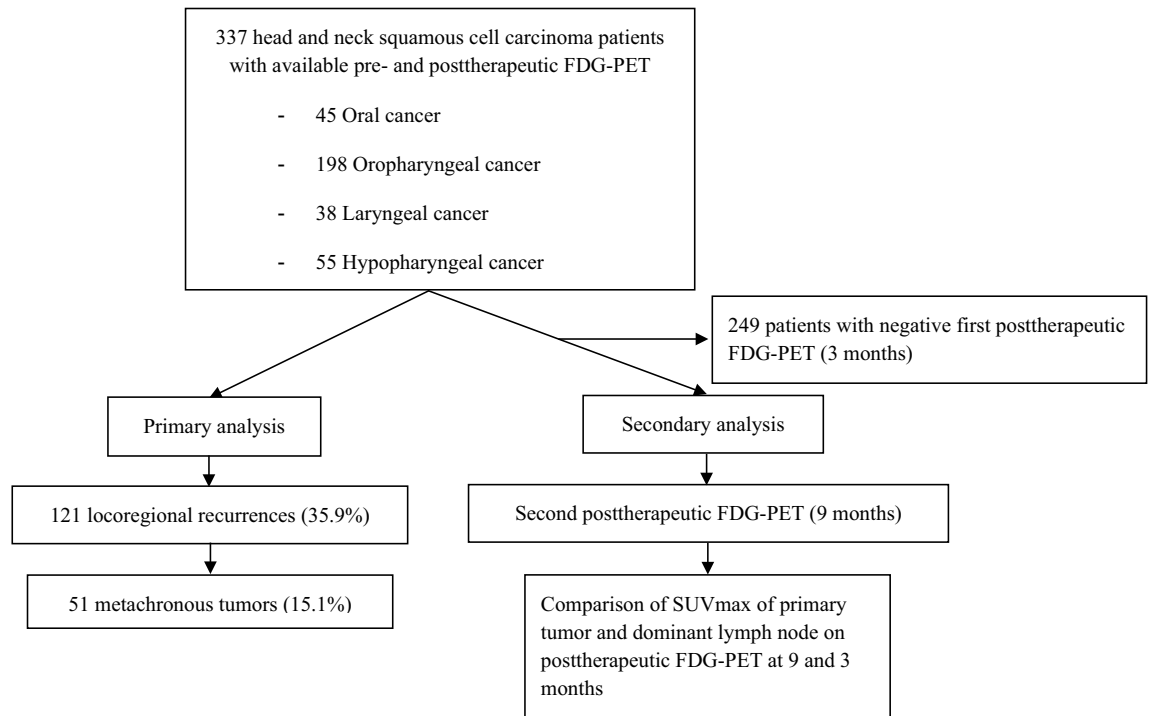 337 head and neck squamous cell carcinoma patients
with available pre- and posttherapeutic FDG-PET
- 45 Oral cancer
- 198 Oropharyngeal cancer
- 38 Laryngeal cancer
- 55 Hypopharyngeal cancer
249 patients with negative first posttherapeutic
FDG-PET (3 months)
Primary analysis
Secondary analysis
121 locoregional recurrences (35.9%)
Second posttherapeutic FDG-PET (9 months)
51 metachronous tumors (15.1%)
Comparison of SUVmax of primary
tumor and dominant lymph node on
posttherapeutic FDG-PET at 9 and 3
months